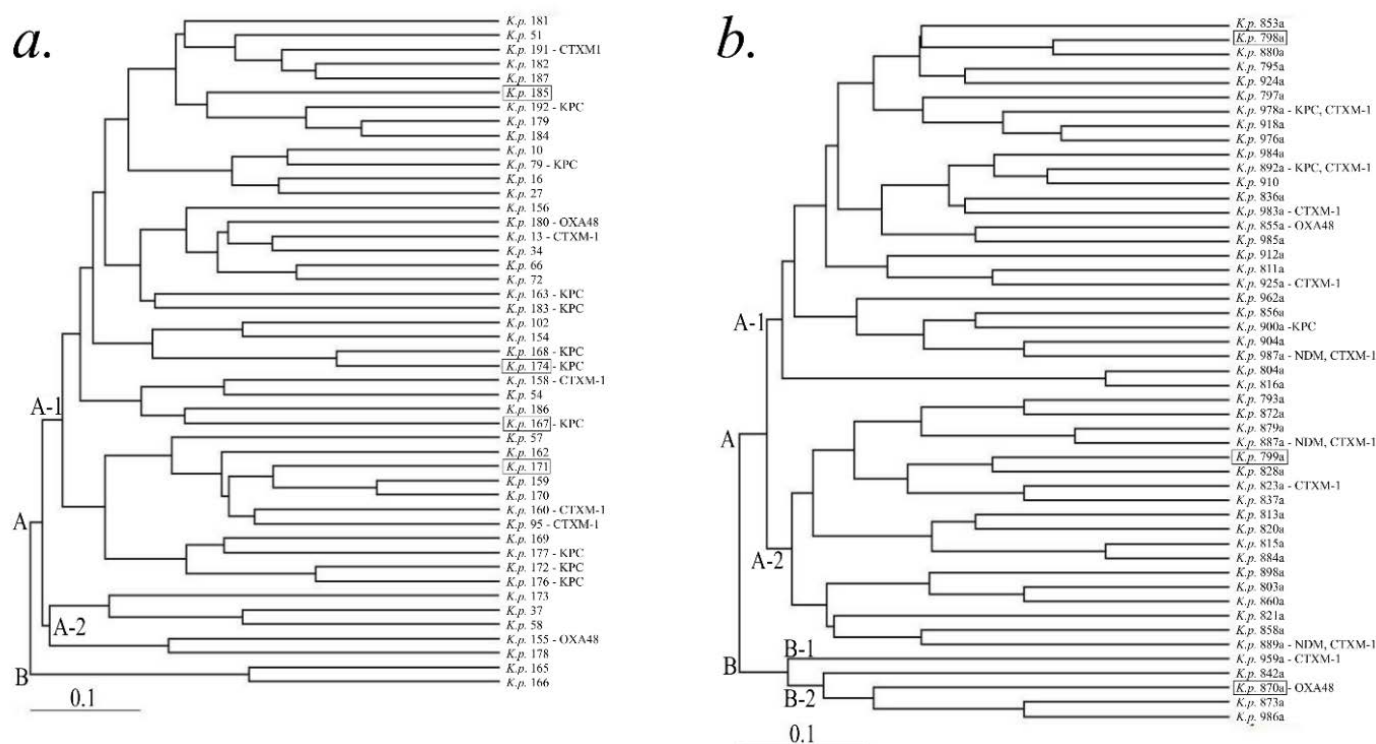 a.
K.p. 181
K.p. 51
K.p. 191 - CTXM1
K.p. 182
K.p. 187
K.p. 185
K.p. 192 - KPC
K.p. 179
K.p. 184
K.p. 10
K.p. 79 - KPC
K.p. 16
K.p. 27
K.p. 156
K.p. 180 - OXA48
K.p. 13 - CTXM-1
K.p. 34
K.p. 66
K.p. 72
K.p. 163 - KPC
K.p. 183 - KPC
K.p. 102
K.p. 154
K.p. 168 - KPC
K.p. 174 - KPC
K.p. 158 - CTXM-1
K.p. 54
K.p. 186
K.p. 167 - KPC
K.p. 57
K.p. 162
K.p. 171
K.p. 159
K.p. 170
K.p. 160 - CTXM-1
K.p. 95 - CTXM-1
K.p. 169
K.p. 177 - KPC
K.p. 172 - KPC
K.p. 176 - KPC
K.p. 173
K.p. 37
K.p. 58
K.p. 155 - OXA48
K.p. 178
K.p. 165
K.p. 166
A-1
A
A-2
B
0.1
b.
K.p. 853a
K.p. 798a
K.p. 880a
K.p. 795a
K.p. 924a
K.p. 797a
K.p. 978a - KPC, CTXM-1
K.p. 918a
K.p. 976a
K.p. 984a
K.p. 892a - KPC, CTXM-1
K.p. 910
K.p. 836a
K.p. 983a - CTXM-1
K.p. 855a - OXA48
K.p. 985a
K.p. 912a
K.p. 811a
K.p. 925a - CTXM-1
K.p. 962a
K.p. 856a
K.p. 900a -KPC
K.p. 904a
K.p. 987a - NDM, CTXM-1
K.p. 804a
K.p. 816a
K.p. 793a
K.p. 872a
K.p. 879a
K.p. 887a - NDM, CTXM-1
K.p. 799a
K.p. 828a
K.p. 823a - CTXM-1
K.p. 837a
K.p. 813a
K.p. 820a
K.p. 815a
K.p. 884a
K.p. 898a
K.p. 803a
K.p. 860a
K.p. 821a
K.p. 858a
K.p. 889a - NDM, CTXM-1
K.p. 959a - CTXM-1
K.p. 842a
K.p. 870a - OXA48
K.p. 873a
K.p. 986a
A-1
A
A-2
B-1
B
B-2
0.1